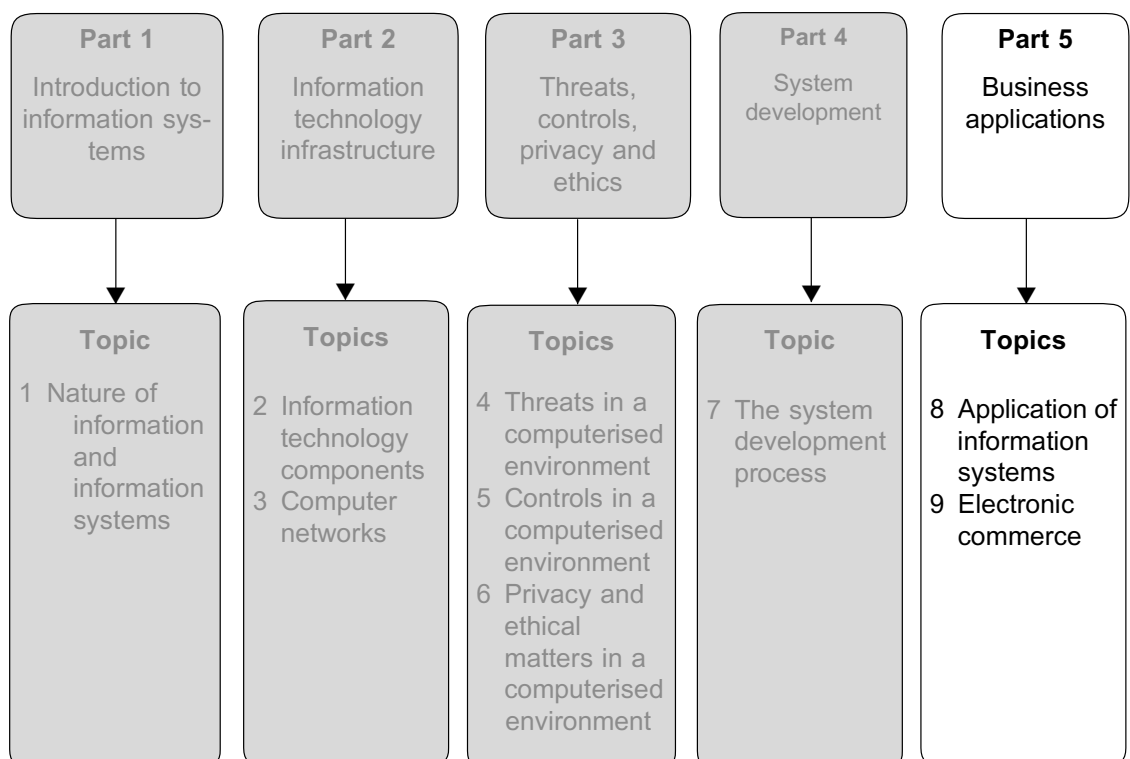 Part 1
Introduction to
information sys-
tems
Part 2
Information
technology
infrastructure
Part 3
Threats,
controls,
privacy and
ethics
Part 4
System
development
Part 5
Business
applications
Topic
1 Nature of
information
and
information
systems
Topics
2 Information
technology
components
3 Computer
networks
Topics
4 Threats in a
computerised
environment
5 Controls in a
computerised
environment
6 Privacy and
ethical
matters in a
computerised
environment
Topic
7 The system
development
process
Topics
8 Application of
information
systems
9 Electronic
commerce